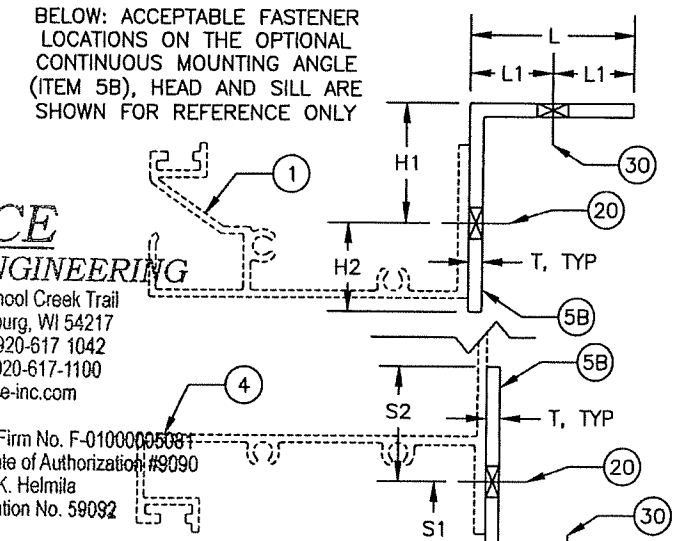 BELOW: ACCEPTABLE FASTENER
LOCATIONS ON THE OPTIONAL
CONTINUOUS MOUNTING ANGLE
(ITEM 5B), HEAD AND SILL ARE
SHOWN FOR REFERENCE ONLY
L
L1 L1
H1
30
1
20
CE
NGINEERING
H2
T, TYP
hool Creek Trail
burg, WI 54217
920-617 1042
920-617-1100
e-inc.com
5B
5B
4
S2
T, TYP
Firm No. F-01000005081
ate of Authorization #9090
K. Helmila
ation No. 59092
20
S1
30